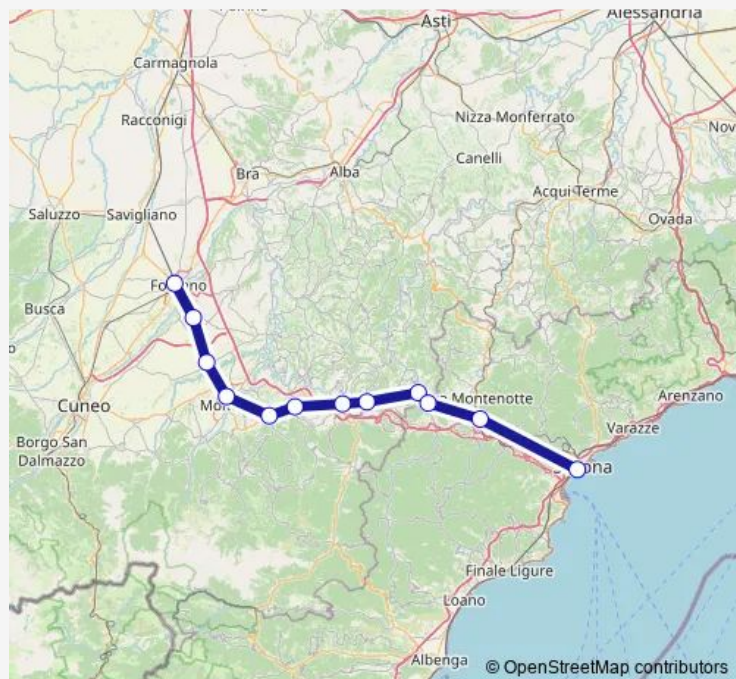 Asti
Alessandria
Carmagnola
Racconigi
Nizza Monferrato
Nov
Canelli
Bra
Alba
Acqui Terme
Saluzzo
Savigliano
Ovada
Busca
Cuneo
Montenotte
Arenzano
Varazze
Borgo San
Dalmazzo
Finale Ligure
Loano
Albenga
© OpenStreetMap contributors